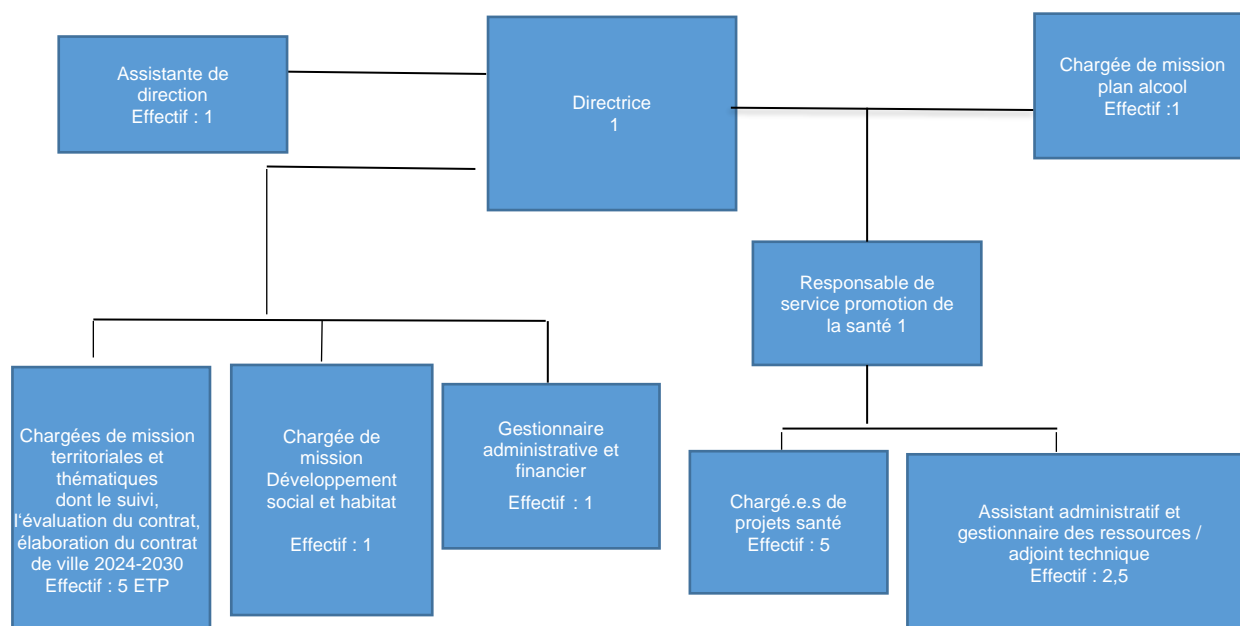 Assistante de
direction
Effectif : 1
Directrice
1
Chargée de mission
plan alcool
Effectif :1
Responsable de
service promotion de
la santé 1
Chargées de mission
territoriales et
thématiques
dont le suivi,
l'évaluation du contrat,
élaboration du contrat
de ville 2024-2030
Effectif : 5 ETP
Chargée de
mission
Développement
social et habitat
Effectif : 1
Gestionnaire
administrative et
financier
Effectif : 1
Chargé.e.s de
projets santé
Effectif : 5
Assistant administratif et
gestionnaire des ressources /
adjoint technique
Effectif : 2,5